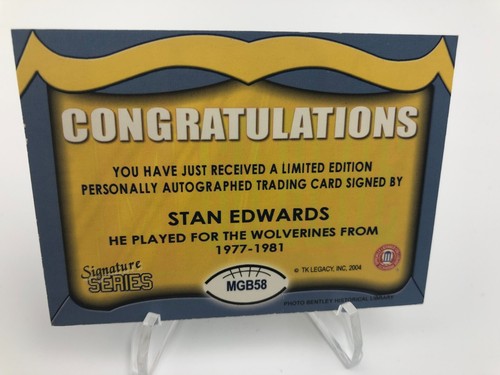 CONGRATULATIONS
YOU HAVE JUST RECEIVED A LIMITED EDITION
PERSONALLY AUTOGRAPHED TRADING CARD SIGNED BY
STAN EDWARDS
HE PLAYED FOR THE WOLVERINES FROM
1977-1981
Signature
SERIES
MGB58
© TK LEGACY, INC, 2004
PHOTO BENTLEY HISTORICAL LIBRARY